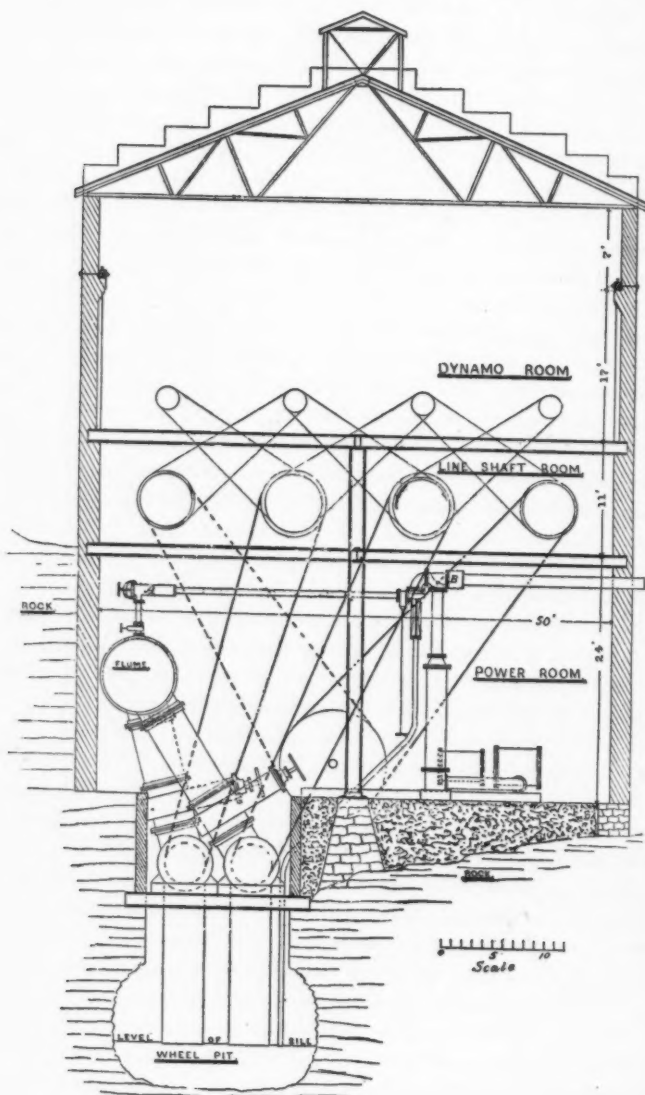 7'
DYNAMO ROOM
17'
LINE SHAFT ROOM
11'
B
ROCK
50'
FLUME
24'
POWER ROOM
ROCK
0 5 10
Scale
LEVEL OF SILL
WHEEL PIT.